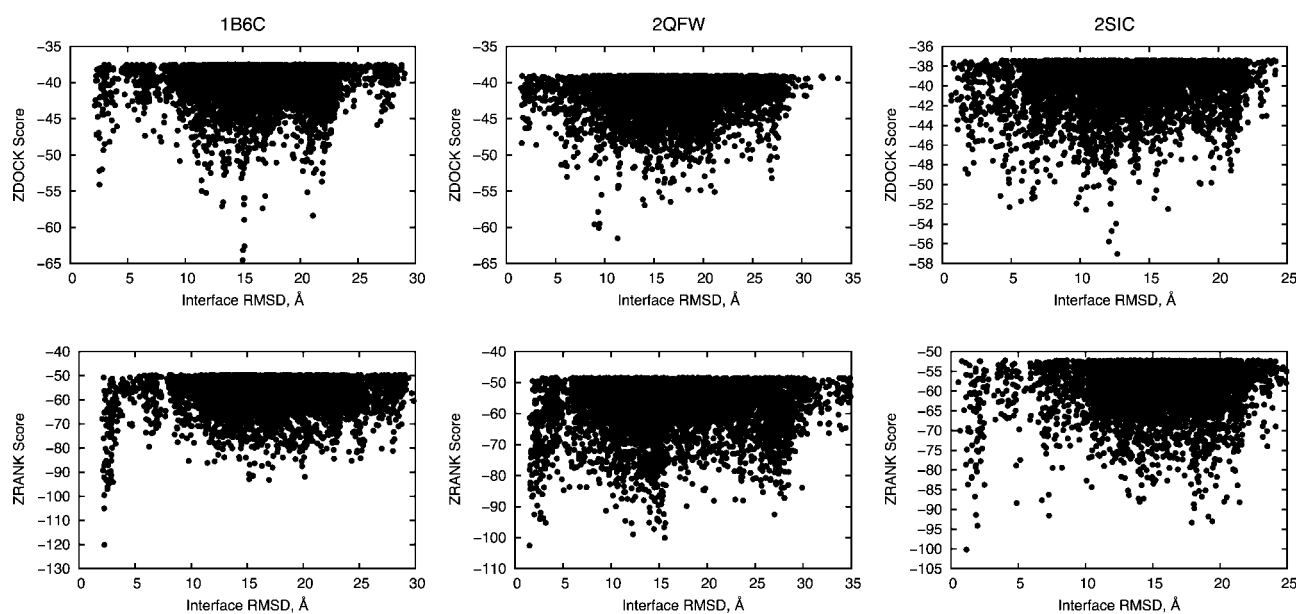 1B6C
2QFW
2SIC
ZDOCK Score
−35
−40
−45
−50
−55
−60
−65
0 5 10 15 20 25 30
Interface RMSD, Å
ZDOCK Score
−35
−40
−45
−50
−55
−60
−65
0 5 10 15 20 25 30 35
Interface RMSD, Å
ZDOCK Score
−36
−38
−40
−42
−44
−46
−48
−50
−52
−54
−56
−58
0 5 10 15 20 25
Interface RMSD, Å
ZRANK Score
−40
−50
−60
−70
−80
−90
−100
−110
−120
−130
0 5 10 15 20 25 30
Interface RMSD, Å
ZRANK Score
−40
−50
−60
−70
−80
−90
−100
−110
0 5 10 15 20 25 30 35
Interface RMSD, Å
ZRANK Score
−50
−55
−60
−65
−70
−75
−80
−85
−90
−95
−100
−105
0 5 10 15 20 25
Interface RMSD, Å